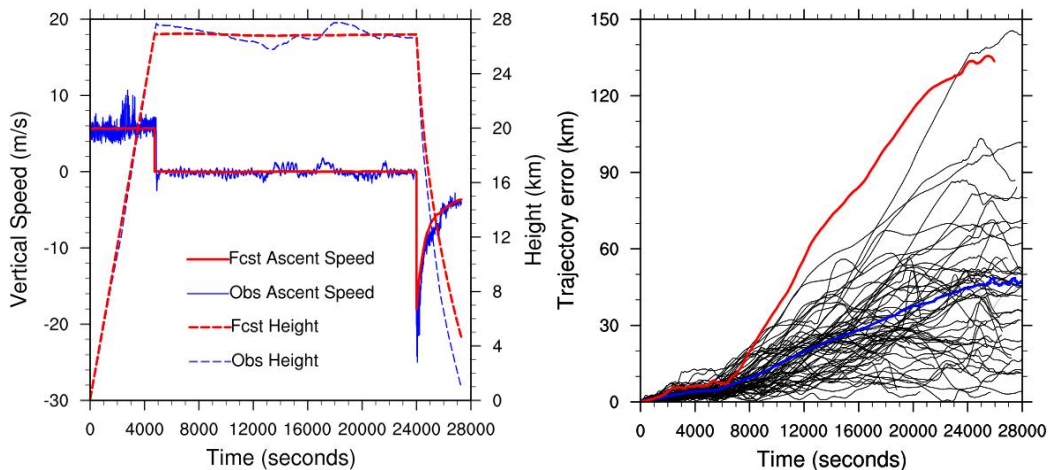 20
10
0
-10
-20
-30
Vertical Speed (m/s)
0 4000 8000 12000 16000 20000 24000 28000
Time (seconds)
Fcst Ascent Speed
Obs Ascent Speed
Fcst Height
Obs Height
28
24
20
16
12
8
4
0
Height (km)
150
120
90
60
30
0
Trajectory error (km)
0 4000 8000 12000 16000 20000 24000 28000
Time (seconds)